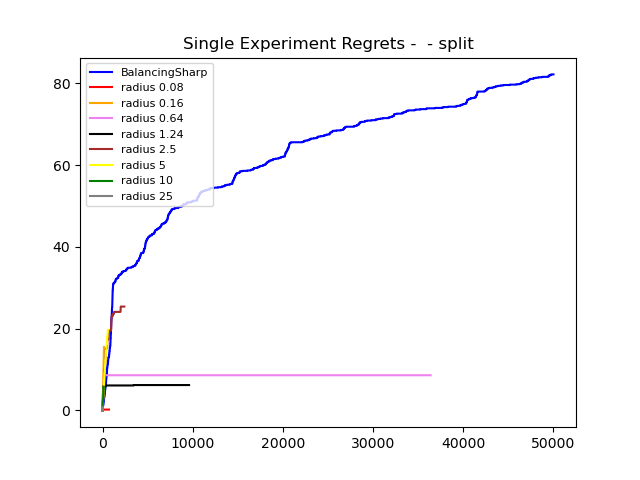 Single Experiment Regrets -  - split
BalancingSharp
radius 0.08
radius 0.16
radius 0.64
radius 1.24
radius 2.5
radius 5
radius 10
radius 25
80
60
40
20
0
0 10000 20000 30000 40000 50000